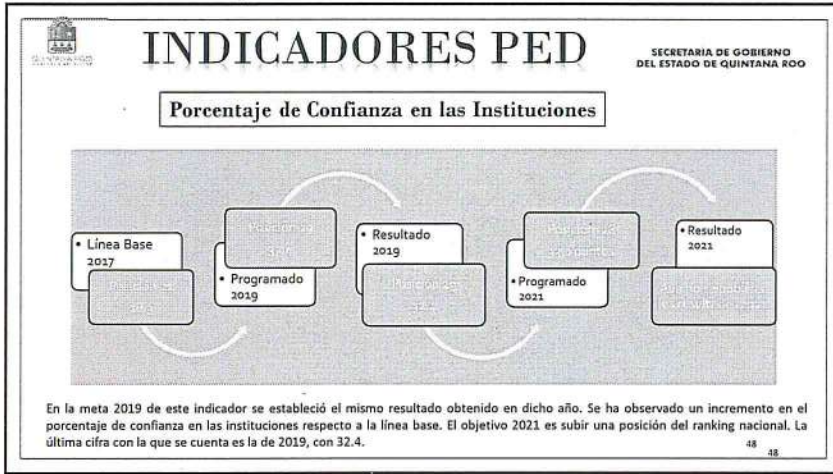 INDICADORES PED
SECRETARIA DE GOBIERNO
DEL ESTADO DE QUINTANA ROO
Porcentaje de Confianza en las Instituciones
• Línea Base
2017
• Programado
2019
• Resultado
2019
• Programado
2021
• Resultado
2021
En la meta 2019 de este indicador se estableció el mismo resultado obtenido en dicho año. Se ha observado un incremento en el
porcentaje de confianza en las instituciones respecto a la línea base. El objetivo 2021 es subir una posición del ranking nacional. La
última cifra con la que se cuenta es la de 2019, con 32.4.
48
48